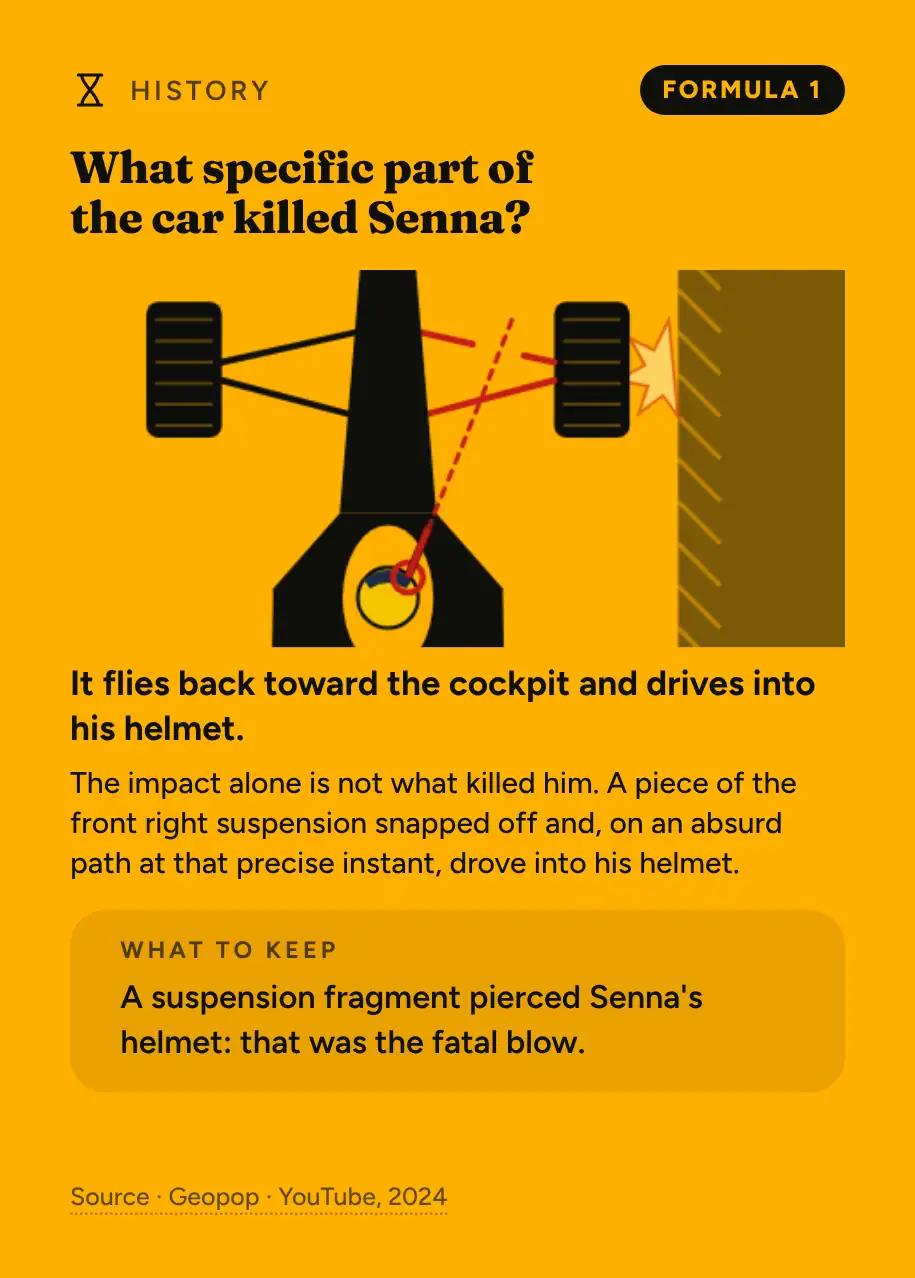 HISTORY
FORMULA 1
What specific part of
the car killed Senna?
It flies back toward the cockpit and drives into
his helmet.
The impact alone is not what killed him. A piece of the
front right suspension snapped off and, on an absurd
path at that precise instant, drove into his helmet.
WHAT TO KEEP
A suspension fragment pierced Senna's
helmet: that was the fatal blow.
Source · Geopop · YouTube, 2024